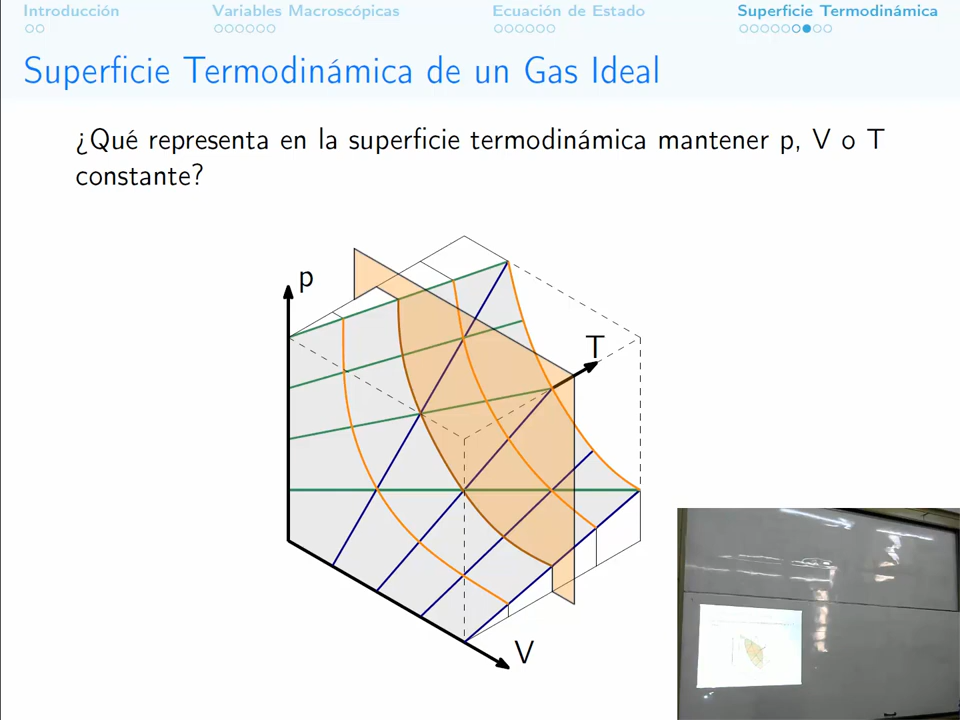 Introducción
Variables Macroscópicas
Ecuación de Estado
Superficie Termodinámica
Superficie Termodinámica de un Gas Ideal
¿Qué representa en la superficie termodinámica mantener p, V o T
constante?
p
T
V